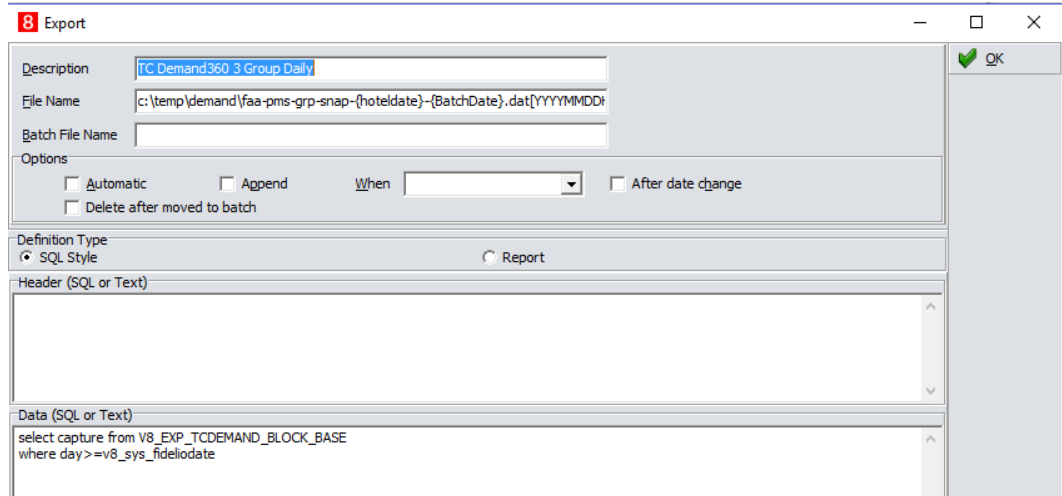 8 Export
Description TC Demand360 3 Group Daily
OK
File Name c:\temp\demand\faa-pms-grp-snap-{hoteldate}-{BatchDate}.dat[YYYYMMDDH
Batch File Name
Options
Automatic Append When After date change
Delete after moved to batch
Definition Type
SQL Style Report
Header (SQL or Text)
Data (SQL or Text)
select capture from V8_EXP_TCDEMAND_BLOCK_BASE
where day>=v8_sys_fideliodate